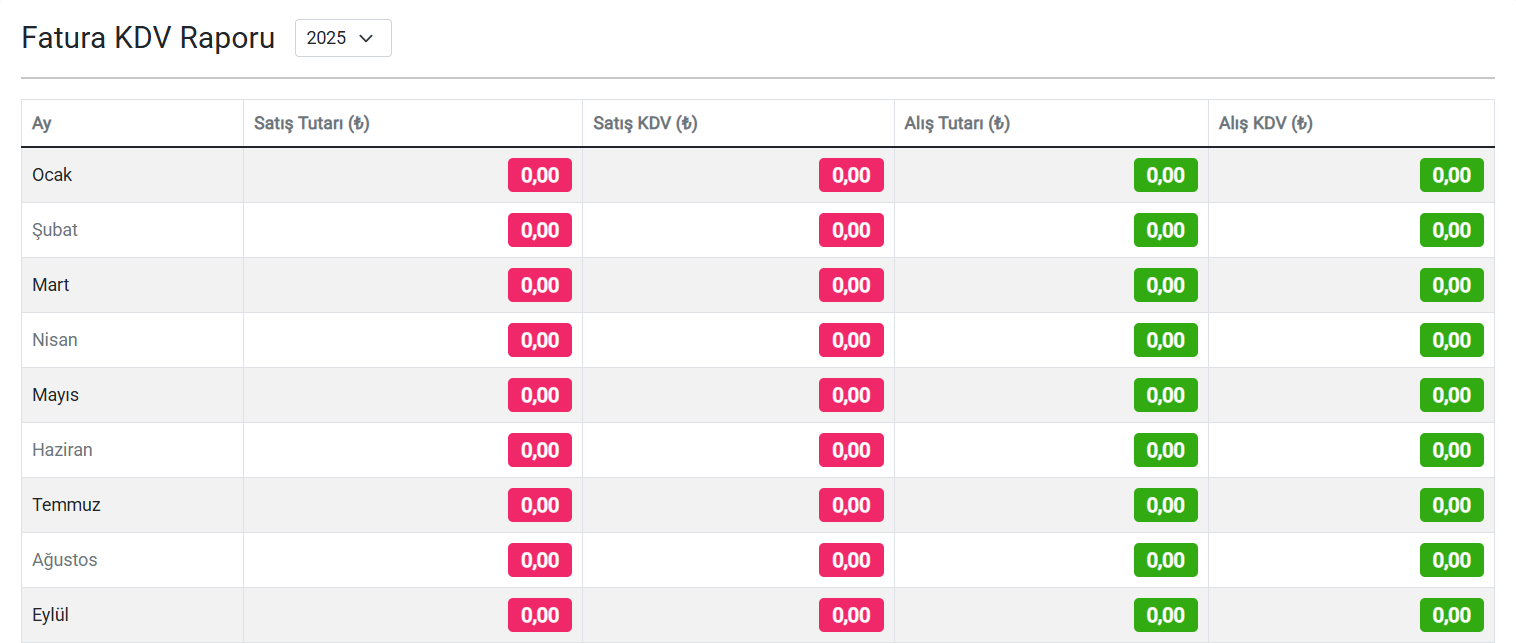 Fatura KDV Raporu 2025
Ay Satış Tutarı (₺) Satış KDV (₺) Alış Tutarı (₺) Alış KDV (₺)
Ocak 0,00 0,00 0,00 0,00
Şubat 0,00 0,00 0,00 0,00
Mart 0,00 0,00 0,00 0,00
Nisan 0,00 0,00 0,00 0,00
Mayıs 0,00 0,00 0,00 0,00
Haziran 0,00 0,00 0,00 0,00
Temmuz 0,00 0,00 0,00 0,00
Ağustos 0,00 0,00 0,00 0,00
Eylül 0,00 0,00 0,00 0,00